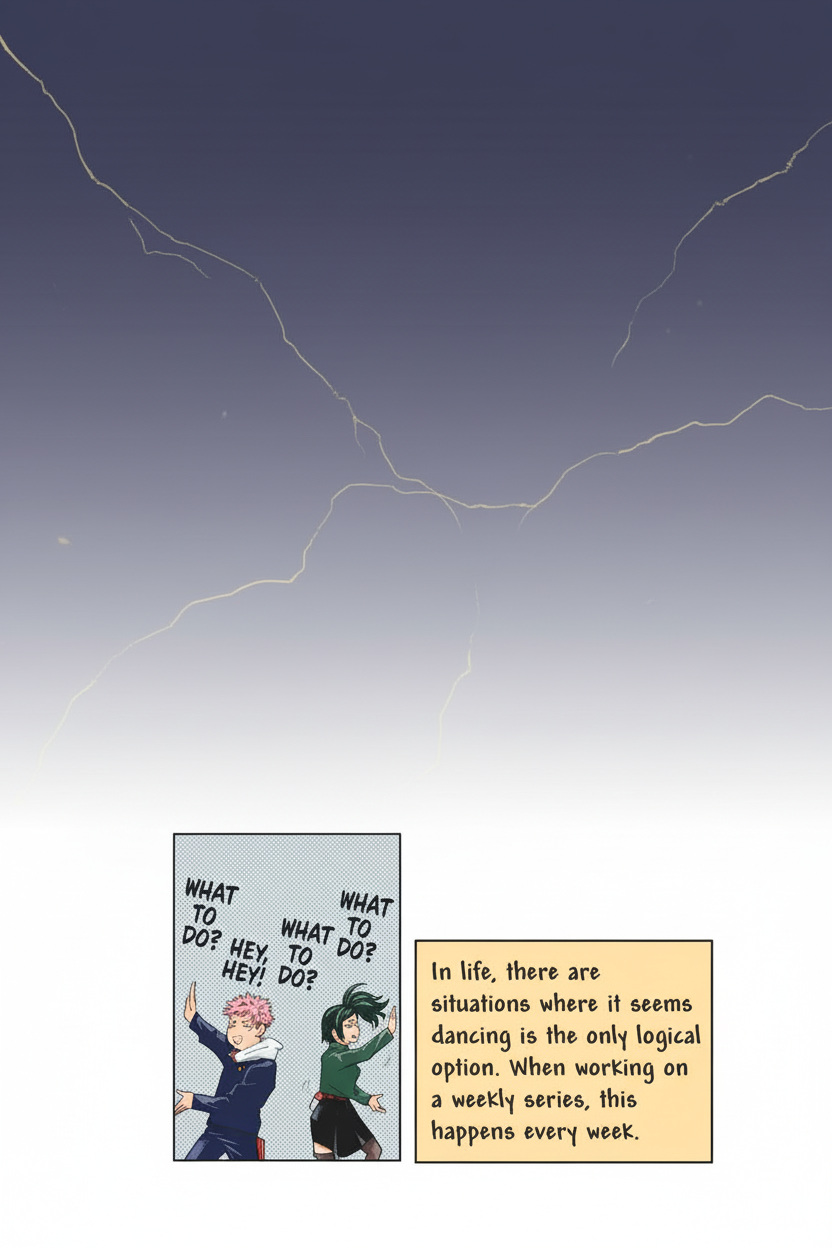 WHAT
TO
DO?
HEY,
HEY!
WHAT
TO
DO?
WHAT
TO
DO?
In life, there are
situations where it seems
dancing is the only logical
option. When working on
a weekly series, this
happens every week.